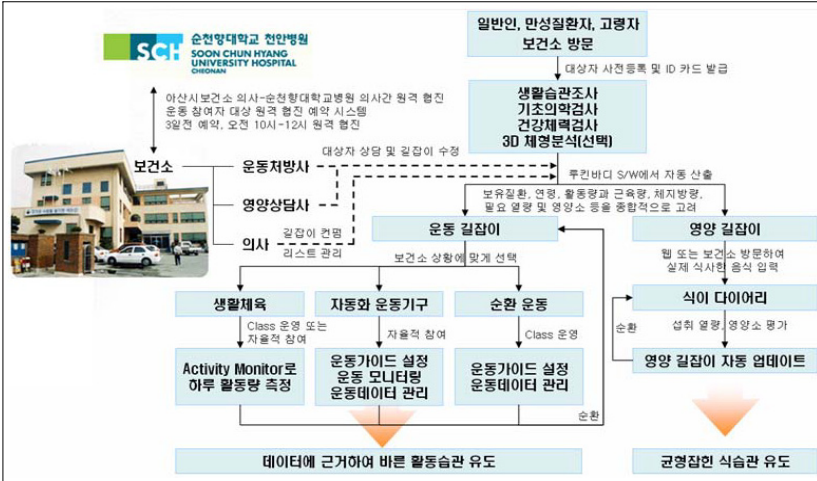 SCH
순천향대학교 천안병원
SOON CHUN HYANG
UNIVERSITY HOSPITAL
CHEONAN
아산시보건소 의사-순천향대학교병원 의사간 원격 협진
운동 참여자 대상 원격 협진 예약 시스템
3일전 예약, 오전 10시-12시 원격 협진
일반인, 만성질환자, 고령자
보건소 방문
대상자 사전등록 및 ID 카드 발급
생활습관조사
기초의학검사
건강체력검사
3D 체형분석(선택)
보건소
운동처방사
영양상담사
의사
대상자 상담 및 길잡이 수정
길잡이 컨펌
리스트 관리
루킨바디 S/W에서 자동 산출
보유질환, 연령, 활동량과 근육량, 체지방량,
필요 열량 및 영양소 등을 종합적으로 고려
운동 길잡이
영양 길잡이
보건소 상황에 맞게 선택
웹 또는 보건소 방문하여
실제 식사한 음식 입력
생활체육
자동화 운동기구
순환 운동
식이 다이어리
Class 운영 또는
자율적 참여
자율적 참여
Class 운영
순환
섭취 열량, 영양소 평가
Activity Monitor로
하루 활동량 측정
운동가이드 설정
운동 모니터링
운동데이터 관리
운동가이드 설정
운동데이터 관리
영양 길잡이 자동 업데이트
순환
데이터에 근거하여 바른 활동습관 유도
균형잡힌 식습관 유도